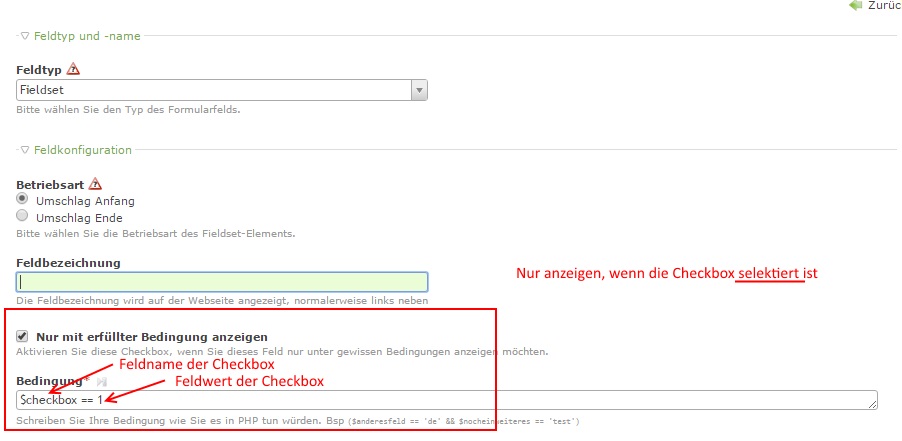 Zurüc
Feldtyp und -name
Feldtyp
Fieldset
Bitte wählen Sie den Typ des Formularfelds.
Feldkonfiguration
Betriebsart
Umschlag Anfang
Umschlag Ende
Bitte wählen Sie die Betriebsart des Fieldset-Elements.
Feldbezeichnung
Nur anzeigen, wenn die Checkbox selektiert ist
Die Feldbezeichnung wird auf der Webseite angezeigt, normalerweise links neben
Nur mit erfüllter Bedingung anzeigen
Aktivieren Sie diese Checkbox, wenn Sie dieses Feld nur unter gewissen Bedingungen anzeigen möchten.
Feldname der Checkbox
Bedingung*
Feldwert der Checkbox
$checkbox == 1
Schreiben Sie Ihre Bedingung wie Sie es in PHP tun würden. Bsp ($anderesfeld == 'de' && $nocheinweiteres == 'test')